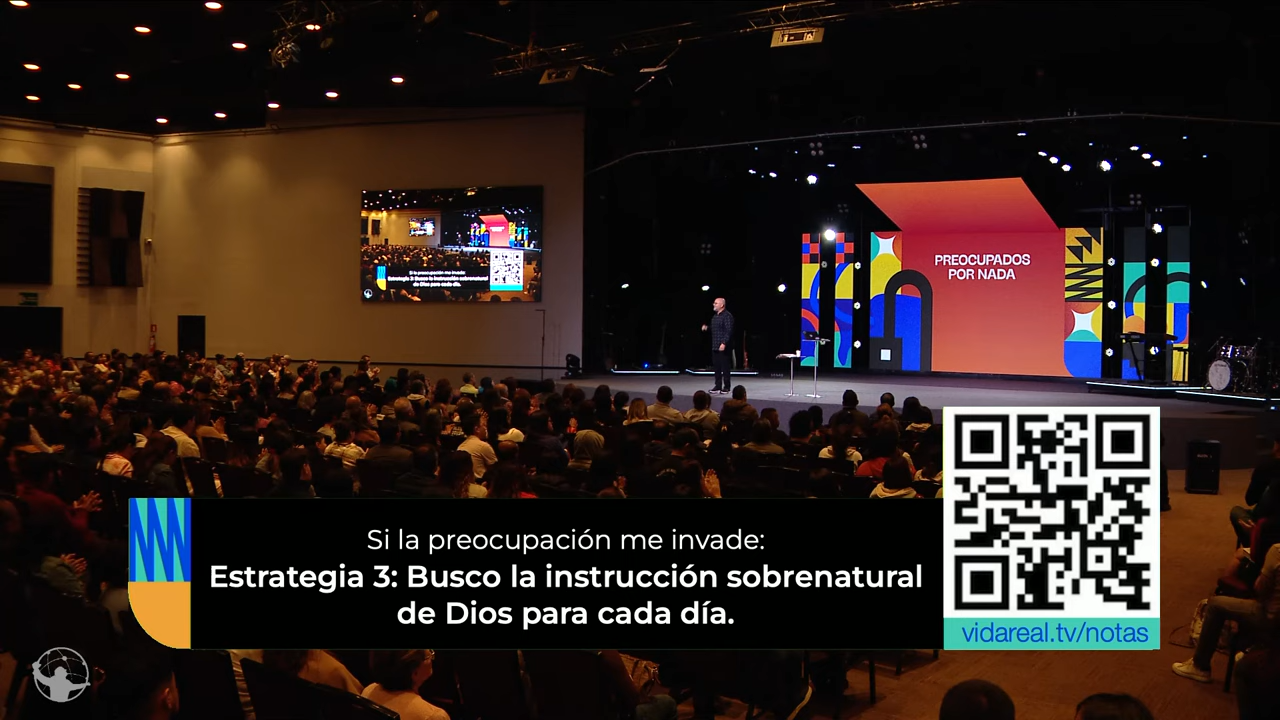 PREOCUPADOS
POR NADA
Si la preocupación me invade:
Estrategia 3: Busco la instrucción sobrenatural
de Dios para cada día.
vidareal.tv/notas